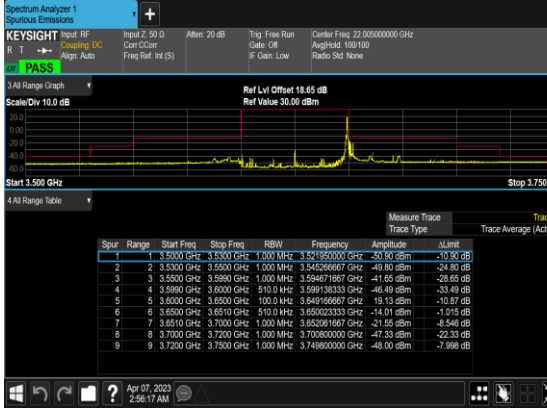 Spectrum Analyzer 1
Spurious Emissions
+
KEYSIGHT Input: RF Input Z: 50 Ω Atten: 20 dB Trig: Free Run Center Freq: 22.005000000 GHz
R T Coupling: DC Corr CCorr Gate: Off Avg|Hold: 100/100
Align: Auto Freq Ref: Int (S) IF Gain: Low Radio Std: None
PASS
3 All Range Graph
Ref Lvl Offset 18.65 dB
Scale/Div 10.0 dB Ref Value 30.00 dBm
20.0
0.00
-20.0
-40.0
-60.0
Start 3.500 GHz Stop 3.750
4 All Range Table
Measure Trace Trac
Trace Type Trace Average (Act
Spur Range Start Freq Stop Freq RBW Frequency Amplitude ΔLimit
1 1 3.5000 GHz 3.5300 GHz 1.000 MHz 3.521950000 GHz -50.90 dBm -10.90 dB
2 2 3.5300 GHz 3.5500 GHz 1.000 MHz 3.545266667 GHz -49.80 dBm -24.80 dB
3 3 3.5500 GHz 3.5990 GHz 1.000 MHz 3.594671667 GHz -41.65 dBm -28.65 dB
4 4 3.5990 GHz 3.6000 GHz 510.0 kHz 3.599138333 GHz -46.49 dBm -33.49 dB
5 5 3.6000 GHz 3.6500 GHz 100.0 kHz 3.649166667 GHz 19.13 dBm -10.87 dB
6 6 3.6500 GHz 3.6510 GHz 510.0 kHz 3.650023333 GHz -14.01 dBm -1.015 dB
7 7 3.6510 GHz 3.7000 GHz 1.000 MHz 3.652061667 GHz -21.55 dBm -8.546 dB
8 8 3.7000 GHz 3.7200 GHz 1.000 MHz 3.700800000 GHz -47.33 dBm -22.33 dB
9 9 3.7200 GHz 3.7500 GHz 1.000 MHz 3.749800000 GHz -48.00 dBm -7.998 dB
? Apr 07, 2023
2:56:17 AM